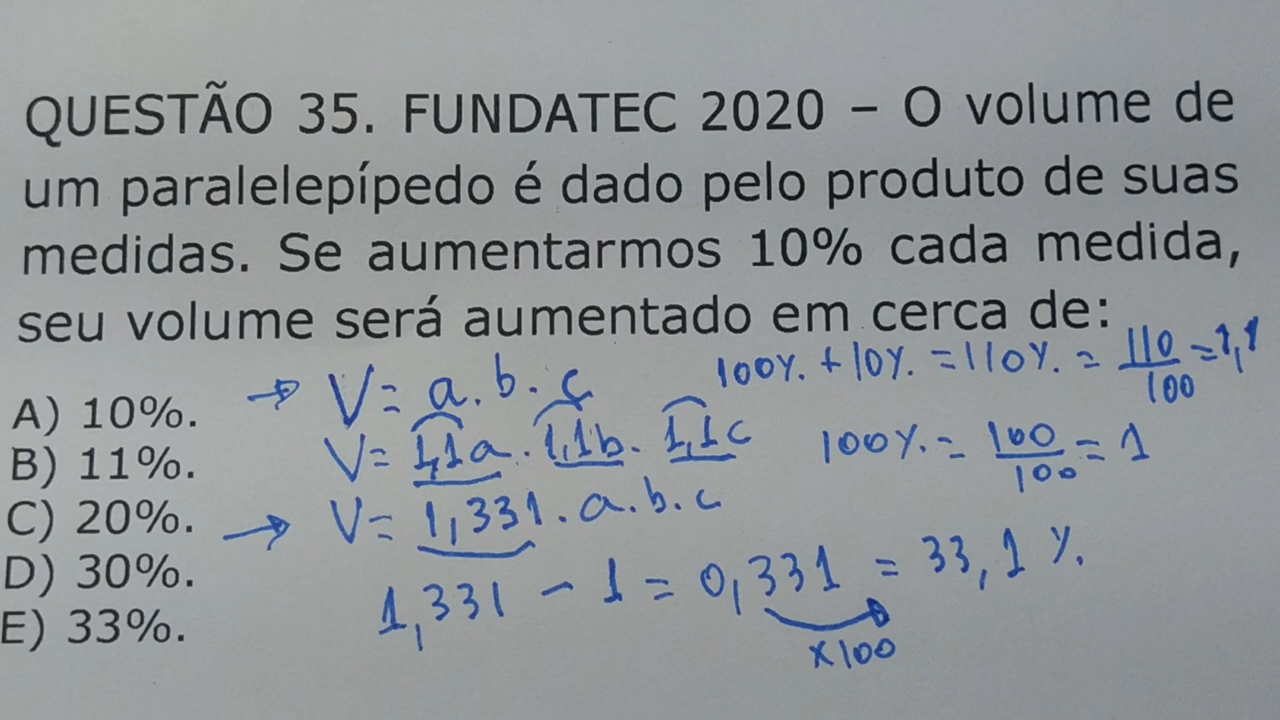 QUESTÃO 35. FUNDATEC 2020 – O volume de
um paralelepípedo é dado pelo produto de suas
medidas. Se aumentarmos 10% cada medida,
seu volume será aumentado em cerca de:
100%. + 10%. = 110%. = 110/100 = 1,1
A) 10%.
→ V = a.b.c
B) 11%.
V = 1,1a . 1,1b . 1,1c
100%. = 100/100 = 1
C) 20%.
→ V = 1,331.a.b.c
D) 30%.
1,331 − 1 = 0,331 = 33,1%.
E) 33%.
x100